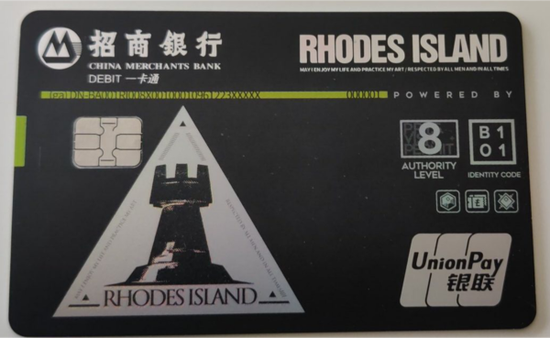 招商銀行
CHINA MERCHANTS BANK
DEBIT 一卡通
RHODES ISLAND
MAY I ENJOY MY LIFE AND PRACTICE MY ART / RESPECTED BY ALL MEN AND IN ALL TIMES
000001
POWERED BY
8
AUTHORITY
LEVEL
B1
01
IDENTITY CODE
RHODES ISLAND
UnionPay
银联